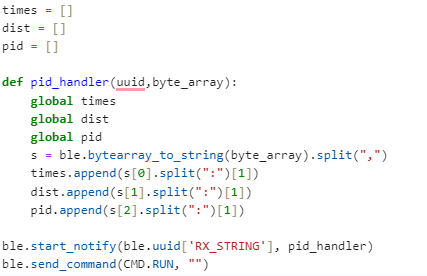 times = []
dist = []
pid = []
def pid_handler(uuid,byte_array):
    global times
    global dist
    global pid
    s = ble.bytearray_to_string(byte_array).split(",")
    times.append(s[0].split(":")[1])
    dist.append(s[1].split(":")[1])
    pid.append(s[2].split(":")[1])
ble.start_notify(ble.uuid['RX_STRING'], pid_handler)
ble.send_command(CMD.RUN, "")